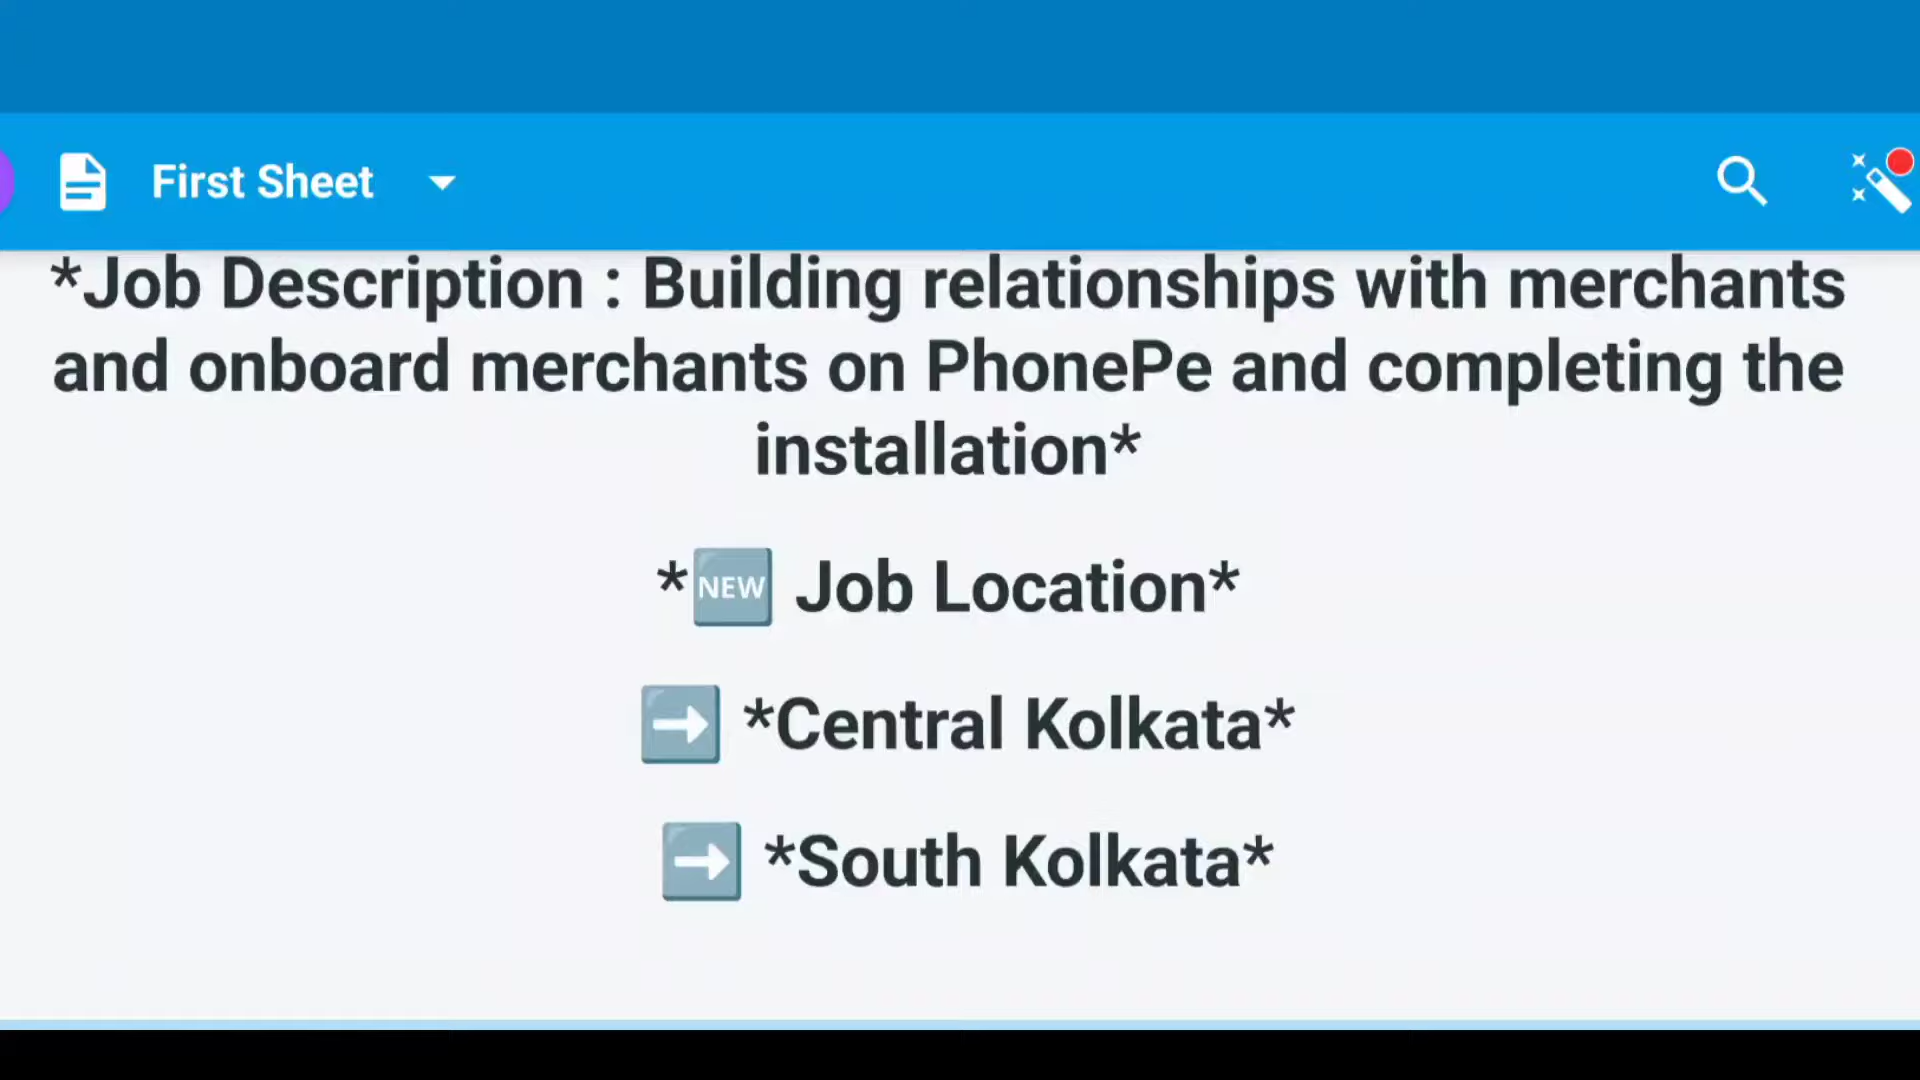 First Sheet
*Job Description : Building relationships with merchants
and onboard merchants on PhonePe and completing the
installation*
*🆕 Job Location*
➡️ *Central Kolkata*
➡️ *South Kolkata*